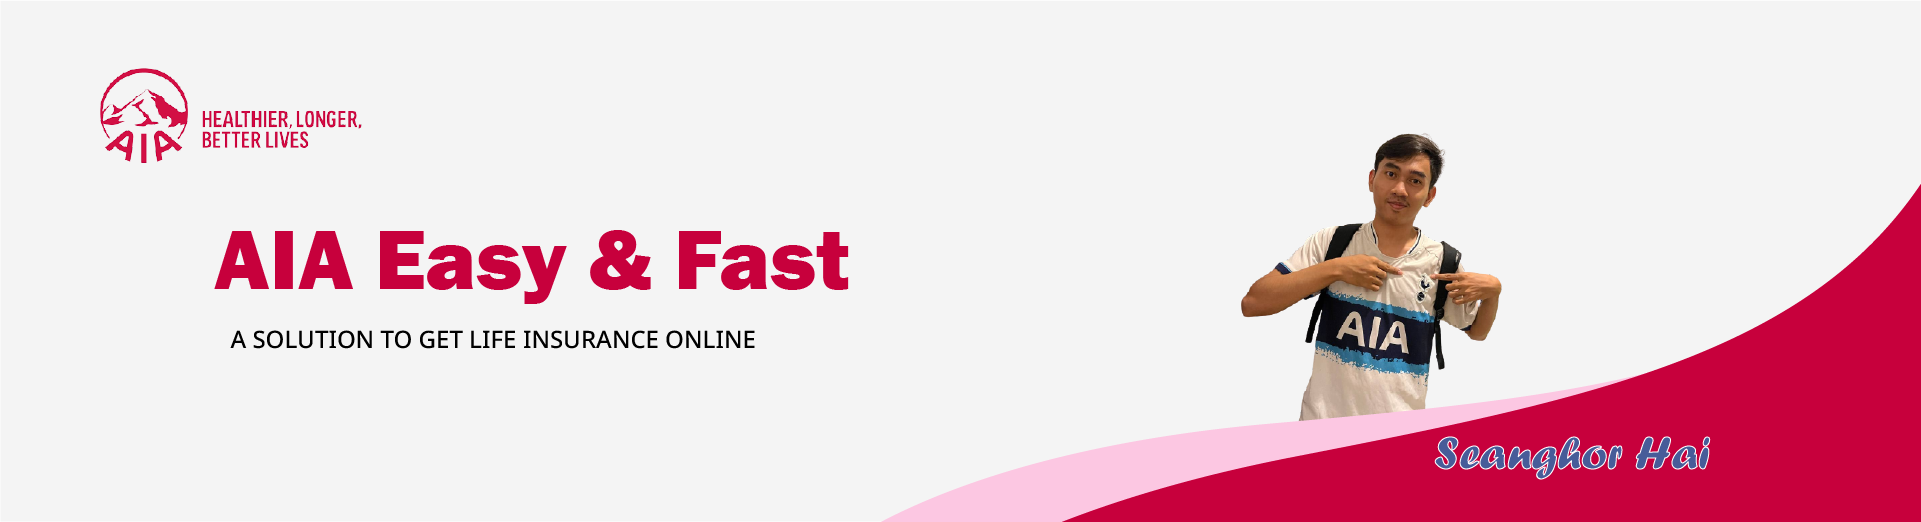 HEALTHIER, LONGER,
BETTER LIVES
AIA
AIA Easy & Fast
A SOLUTION TO GET LIFE INSURANCE ONLINE
AIA
Seanghor Hai